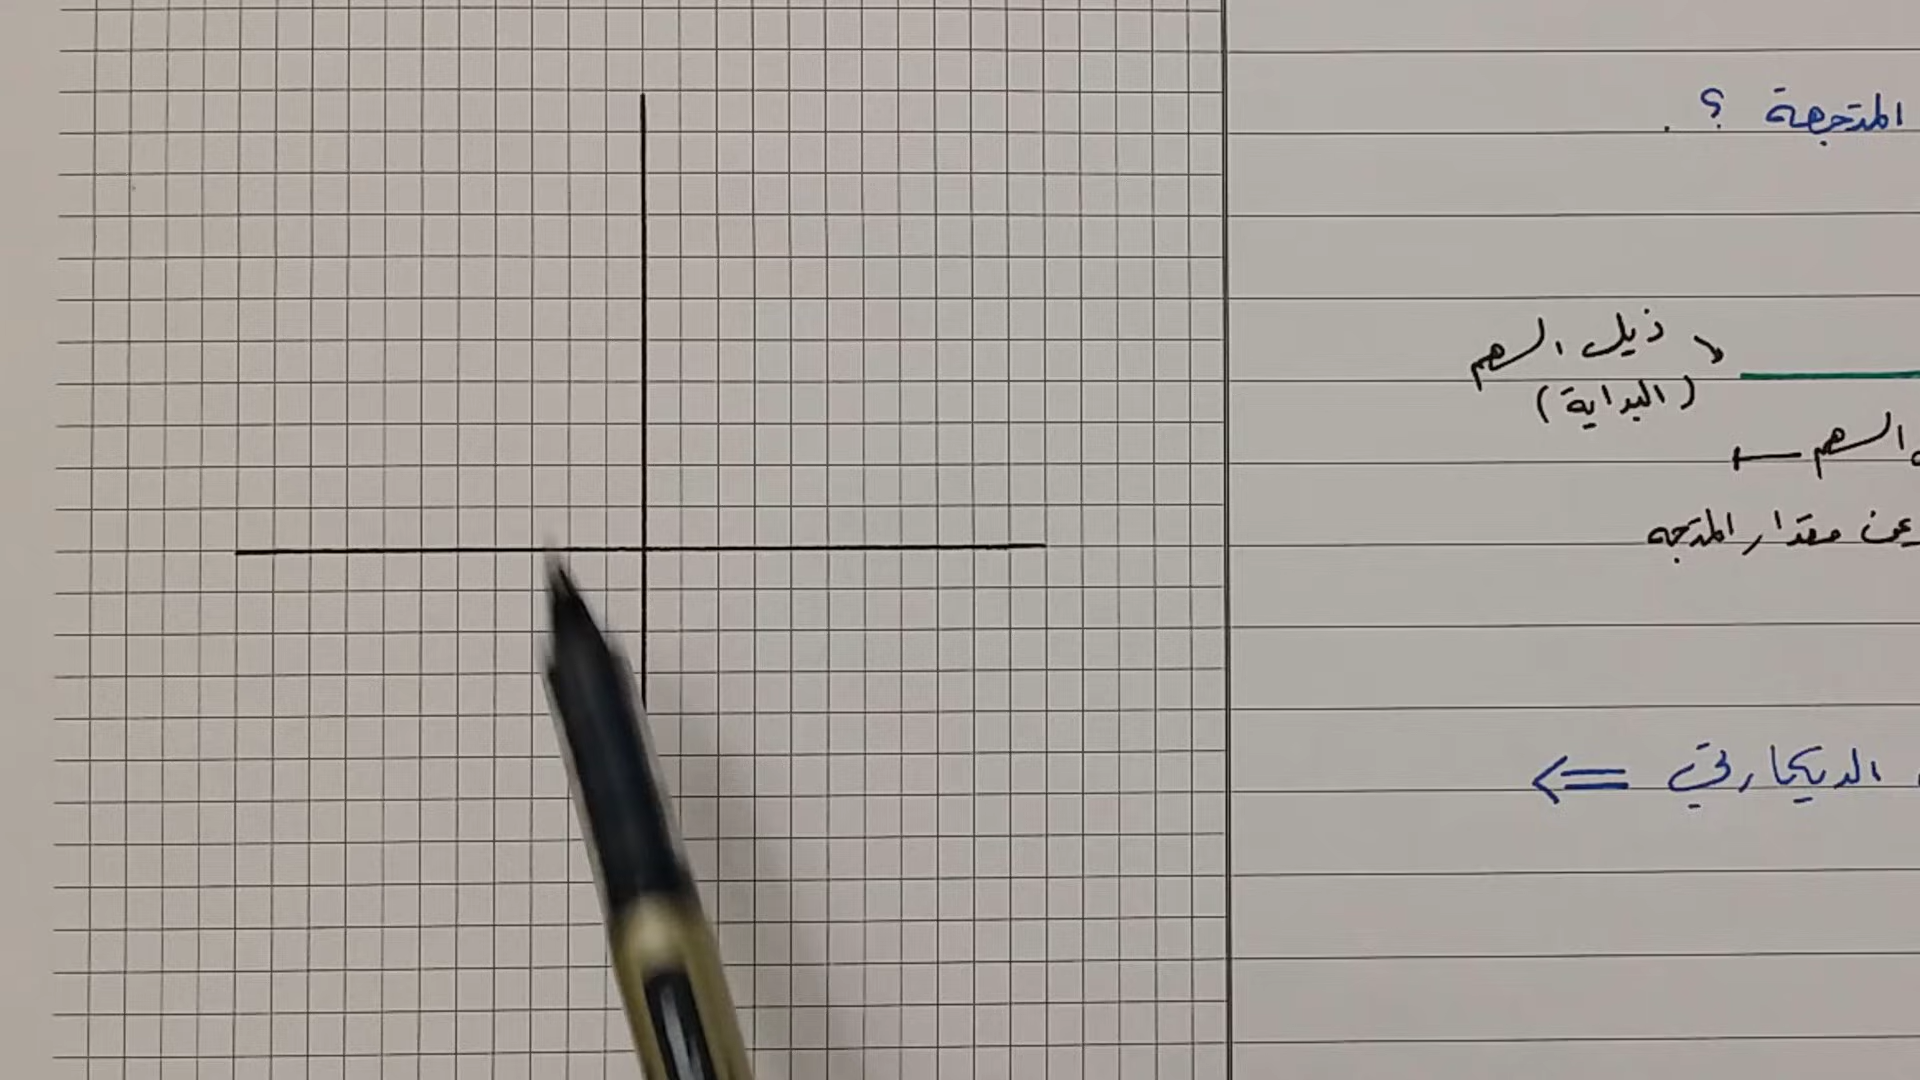 المتجهة ؟
ذيل السهم
(البداية)
السهم
عن مقدار المتجه
الديكارتي